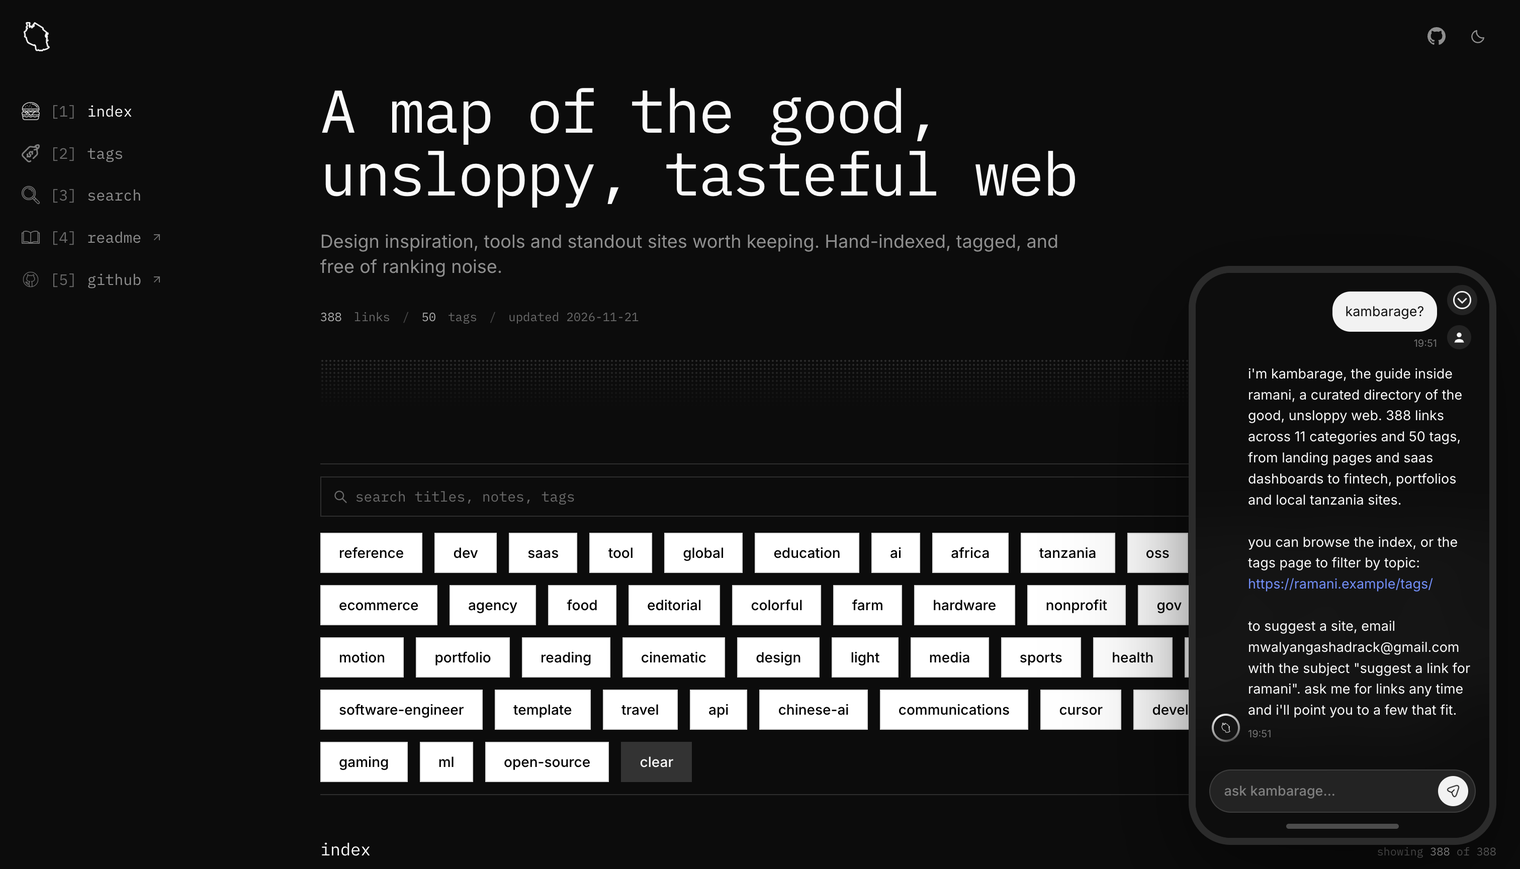 [1] index
[2] tags
[3] search
[4] readme ↗
[5] github ↗
A map of the good,
unsloppy, tasteful web
Design inspiration, tools and standout sites worth keeping. Hand-indexed, tagged, and
free of ranking noise.
388 links / 50 tags / updated 2026-11-21
search titles, notes, tags
reference dev saas tool global education ai africa tanzania oss
ecommerce agency food editorial colorful farm hardware nonprofit gov
motion portfolio reading cinematic design light media sports health
software-engineer template travel api chinese-ai communications cursor
gaming ml open-source clear
index
showing 388 of 388
kambarage?
19:51
i'm kambarage, the guide inside
ramani, a curated directory of the
good, unsloppy web. 388 links
across 11 categories and 50 tags,
from landing pages and saas
dashboards to fintech, portfolios
and local tanzania sites.
you can browse the index, or the
tags page to filter by topic:
https://ramani.example/tags/
to suggest a site, email
mwalyangashadrack@gmail.com
with the subject "suggest a link for
ramani". ask me for links any time
and i'll point you to a few that fit.
19:51
ask kambarage...